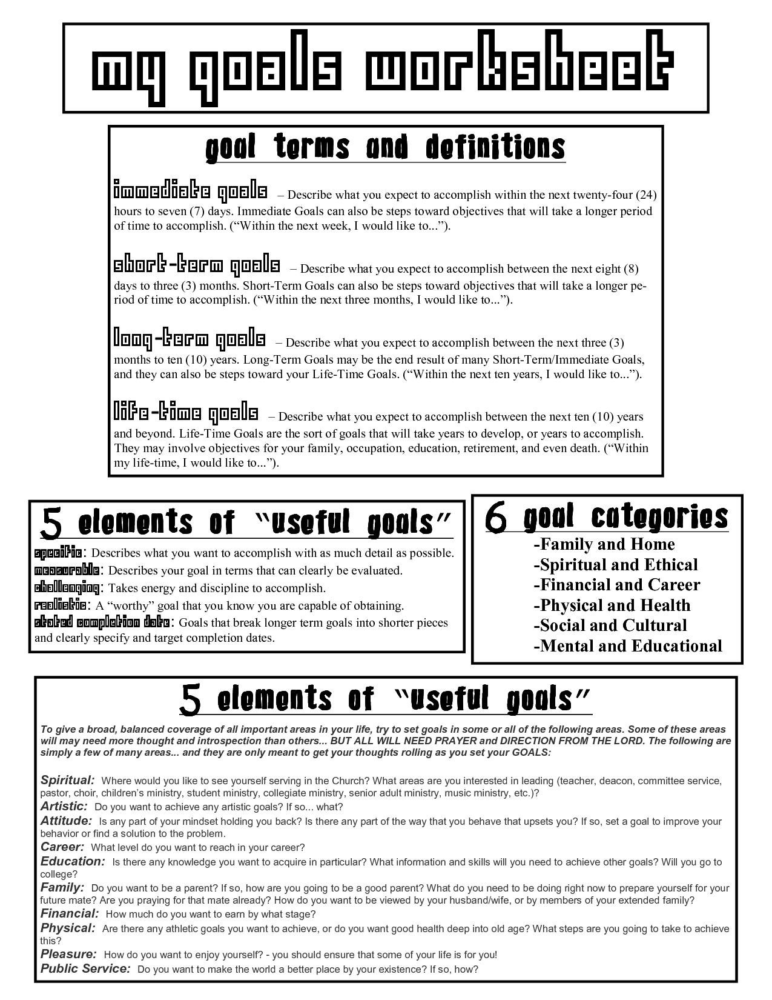 my goals worksheet
goal terms and definitions
immediate goals – Describe what you expect to accomplish within the next twenty-four (24)
hours to seven (7) days. Immediate Goals can also be steps toward objectives that will take a longer period
of time to accomplish. (“Within the next week, I would like to...”).
short-term goals – Describe what you expect to accomplish between the next eight (8)
days to three (3) months. Short-Term Goals can also be steps toward objectives that will take a longer pe-
riod of time to accomplish. (“Within the next three months, I would like to...”).
long-term goals – Describe what you expect to accomplish between the next three (3)
months to ten (10) years. Long-Term Goals may be the end result of many Short-Term/Immediate Goals,
and they can also be steps toward your Life-Time Goals. (“Within the next ten years, I would like to...”).
life-time goals – Describe what you expect to accomplish between the next ten (10) years
and beyond. Life-Time Goals are the sort of goals that will take years to develop, or years to accomplish.
They may involve objectives for your family, occupation, education, retirement, and even death. (“Within
my life-time, I would like to...”).
5 elements of “useful goals”
specific: Describes what you want to accomplish with as much detail as possible.
measurable: Describes your goal in terms that can clearly be evaluated.
challenging: Takes energy and discipline to accomplish.
realistic: A “worthy” goal that you know you are capable of obtaining.
stated completion date: Goals that break longer term goals into shorter pieces
and clearly specify and target completion dates.
6 goal categories
-Family and Home
-Spiritual and Ethical
-Financial and Career
-Physical and Health
-Social and Cultural
-Mental and Educational
5 elements of “useful goals”
To give a broad, balanced coverage of all important areas in your life, try to set goals in some or all of the following areas. Some of these areas
will may need more thought and introspection than others... BUT ALL WILL NEED PRAYER and DIRECTION FROM THE LORD. The following are
simply a few of many areas... and they are only meant to get your thoughts rolling as you set your GOALS:
Spiritual: Where would you like to see yourself serving in the Church? What areas are you interested in leading (teacher, deacon, committee service,
pastor, choir, children’s ministry, student ministry, collegiate ministry, senior adult ministry, music ministry, etc.)?
Artistic: Do you want to achieve any artistic goals? If so... what?
Attitude: Is any part of your mindset holding you back? Is there any part of the way that you behave that upsets you? If so, set a goal to improve your
behavior or find a solution to the problem.
Career: What level do you want to reach in your career?
Education: Is there any knowledge you want to acquire in particular? What information and skills will you need to achieve other goals? Will you go to
college?
Family: Do you want to be a parent? If so, how are you going to be a good parent? What do you need to be doing right now to prepare yourself for your
future mate? Are you praying for that mate already? How do you want to be viewed by your husband/wife, or by members of your extended family?
Financial: How much do you want to earn by what stage?
Physical: Are there any athletic goals you want to achieve, or do you want good health deep into old age? What steps are you going to take to achieve
this?
Pleasure: How do you want to enjoy yourself? - you should ensure that some of your life is for you!
Public Service: Do you want to make the world a better place by your existence? If so, how?